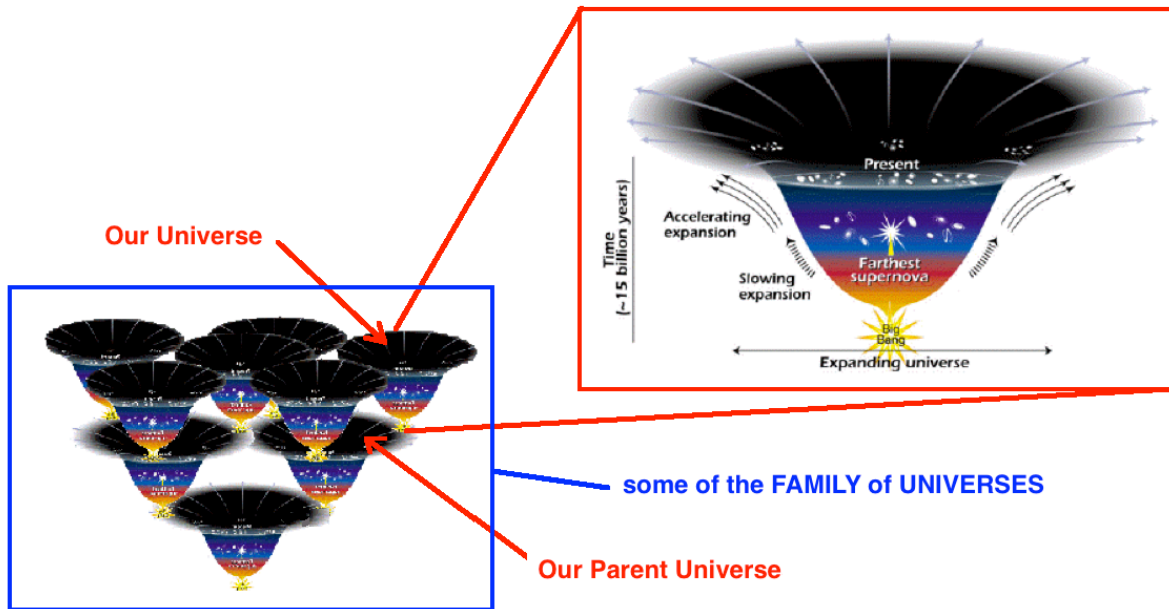 Present
Accelerating
expansion
Time
(~15 billion years)
Farthest
supernova
Slowing
expansion
Big
Bang
Expanding universe
Our Universe
some of the FAMILY of UNIVERSES
Our Parent Universe